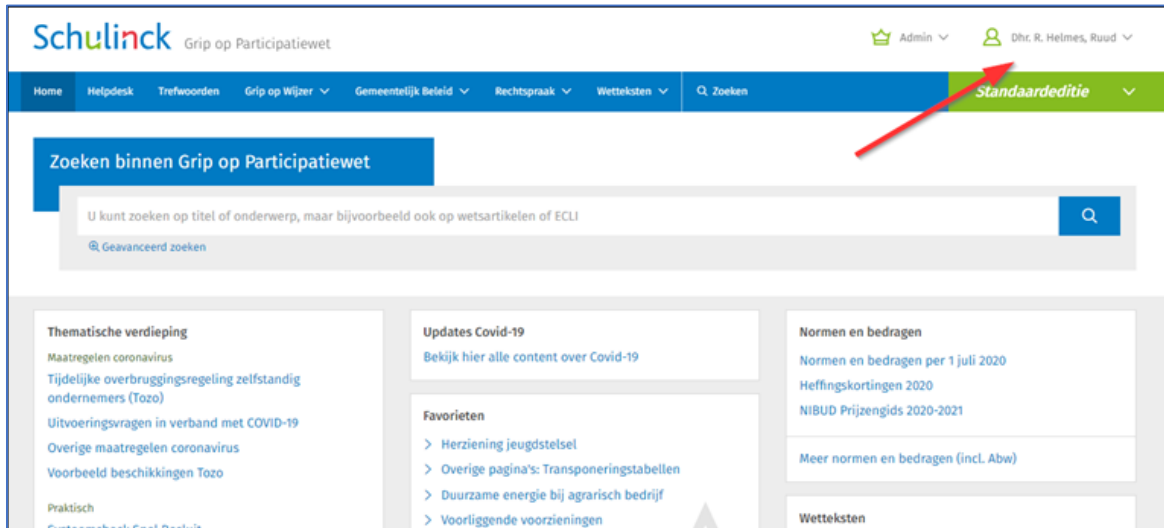 Schulinck Grip op Participatiewet
Admin
Dhr. R. Helmes, Ruud
Home Helpdesk Trefwoorden Grip op Wijzer Gemeentelijk Beleid Rechtspraak Wetteksten Zoeken
Standaardeditie
Zoeken binnen Grip op Participatiewet
U kunt zoeken op titel of onderwerp, maar bijvoorbeeld ook op wetsartikelen of ECLI
Geavanceerd zoeken
Thematische verdieping
Maatregelen coronavirus
Tijdelijke overbruggingsregeling zelfstandig
ondernemers (Tozo)
Uitvoeringsvragen in verband met COVID-19
Overige maatregelen coronavirus
Voorbeeld beschikkingen Tozo
Praktisch
Updates Covid-19
Bekijk hier alle content over Covid-19
Favorieten
Herziening jeugdstelsel
Overige pagina's: Transponeringstabellen
Duurzame energie bij agrarisch bedrijf
Voorliggende voorzieningen
Normen en bedragen
Normen en bedragen per 1 juli 2020
Heffingskortingen 2020
NIBUD Prijzengids 2020-2021
Meer normen en bedragen (incl. Abw)
Wetteksten